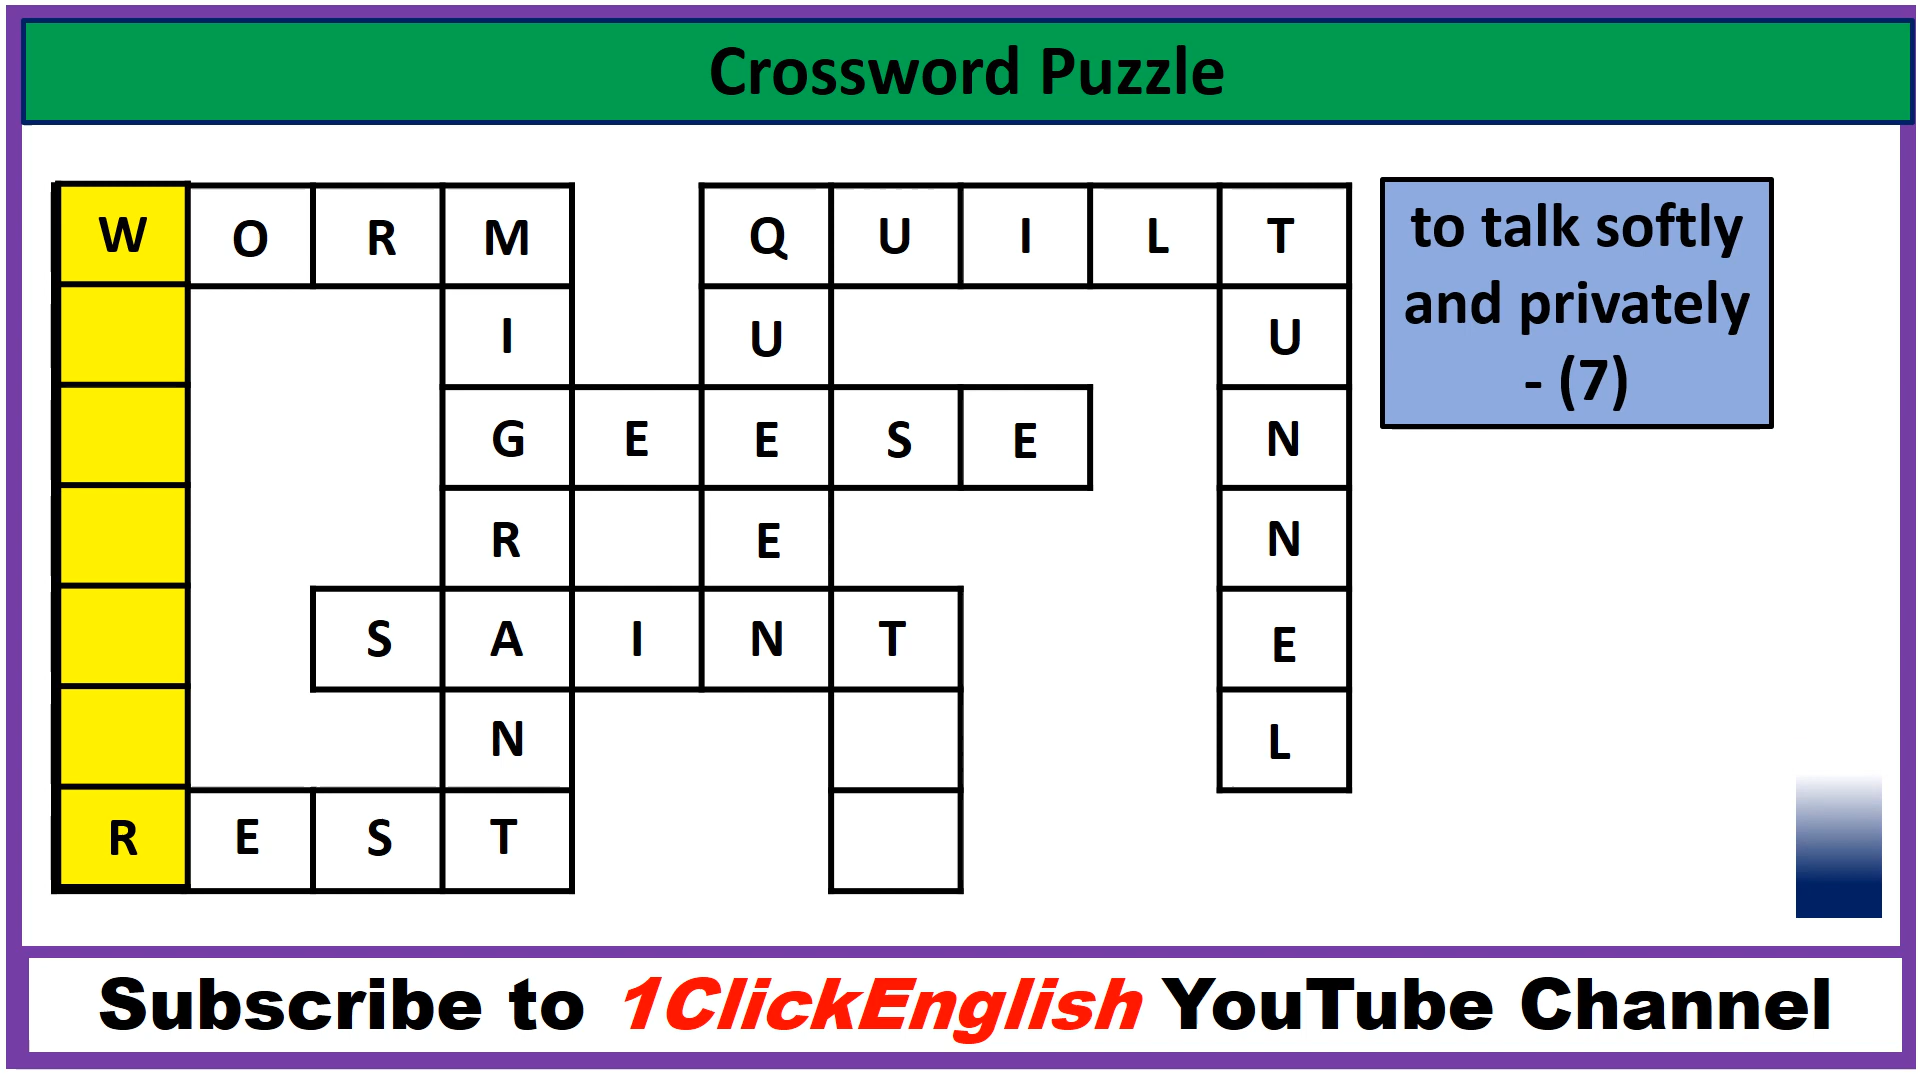 Crossword Puzzle
W O R M Q U I L T
I U U
G E E S E N
R E N
S A I N T E
N L
R E S T
to talk softly
and privately
- (7)
Subscribe to 1ClickEnglish YouTube Channel